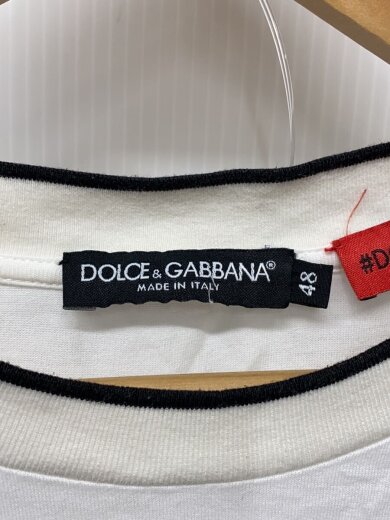 DOLCE & GABBANA®
MADE IN ITALY
48
#D